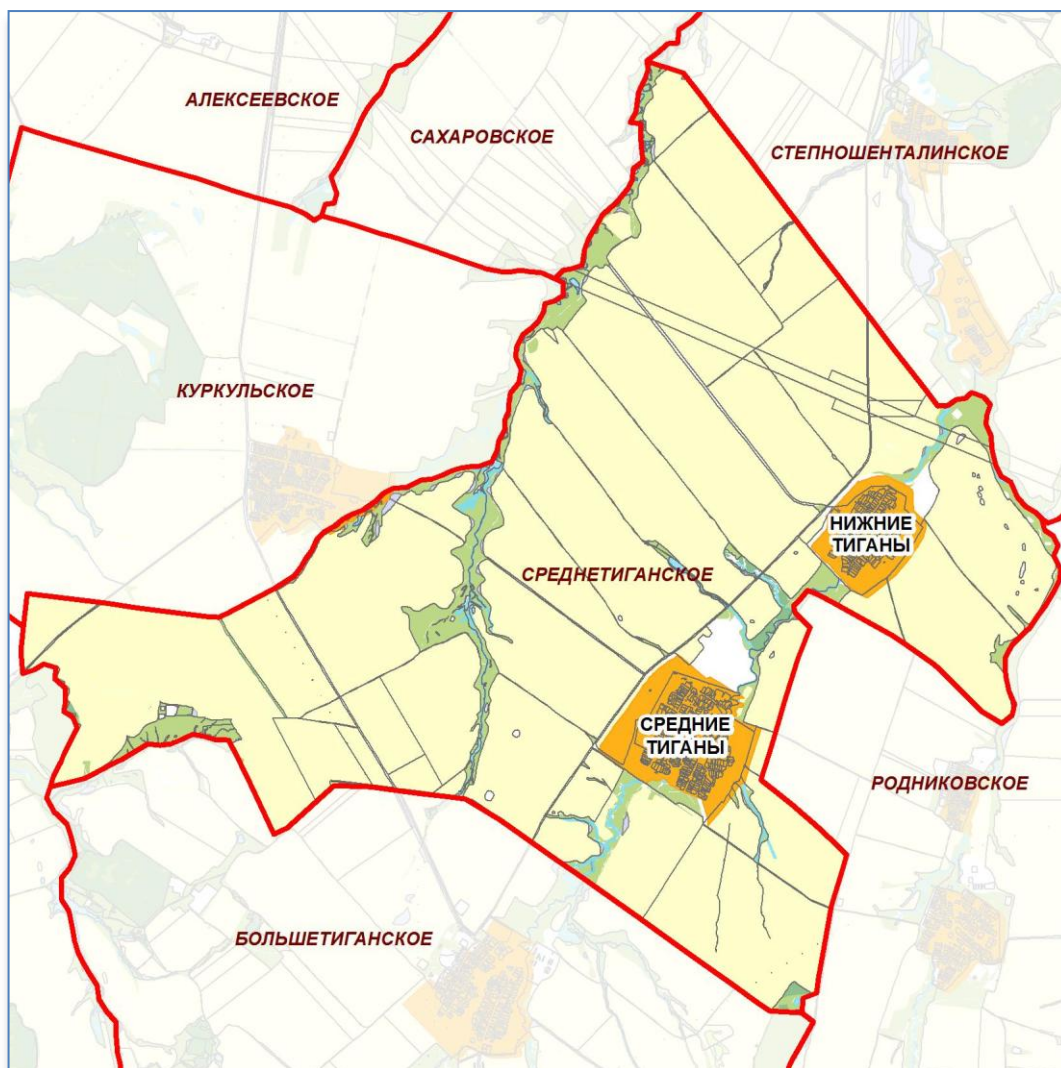 АЛЕКСЕЕВСКОЕ
САХАРОВСКОЕ
СТЕПНОШЕНТАЛИНСКОЕ
КУРКУЛЬСКОЕ
НИЖНИЕ
ТИГАНЫ
СРЕДНЕТИГАНСКОЕ
СРЕДНИЕ
ТИГАНЫ
РОДНИКОВСКОЕ
БОЛЬШЕТИГАНСКОЕ